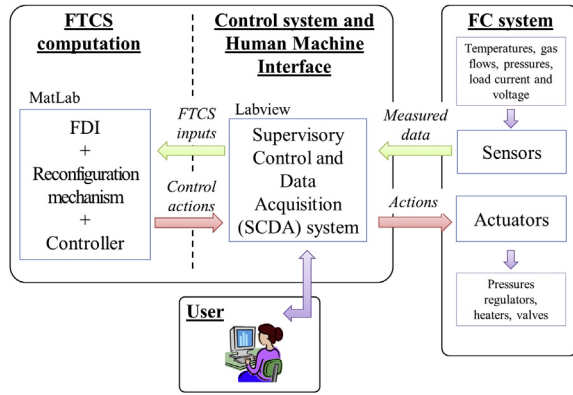 FTCS
computation
Control system and
Human Machine
Interface
FC system
MatLab
FDI
+
Reconfiguration
mechanism
+
Controller
FTCS
inputs
Control
actions
Labview
Supervisory
Control and
Data
Acquisition
(SCDA) system
Measured
data
Actions
Temperatures, gas
flows, pressures,
load current and
voltage
Sensors
Actuators
Pressures
regulators,
heaters, valves
User